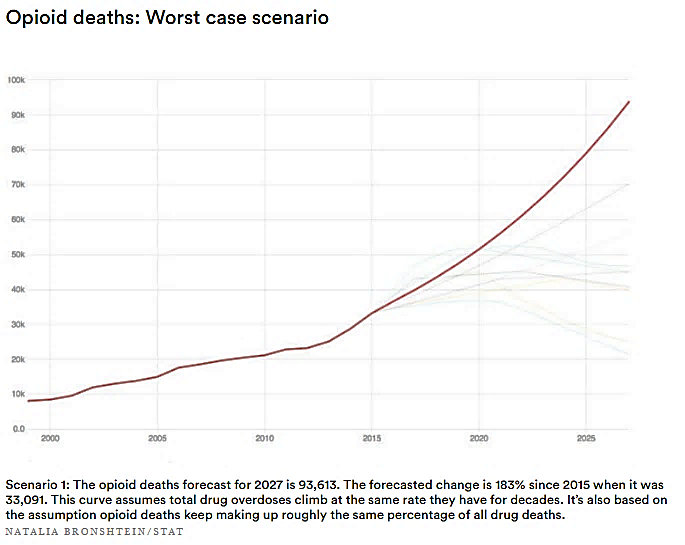 Opioid deaths: Worst case scenario
100k
90k
80k
70k
60k
50k
40k
30k
20k
10k
0.0
2000 2005 2010 2015 2020 2025
Scenario 1: The opioid deaths forecast for 2027 is 93,613. The forecasted change is 183% since 2015 when it was
33,091. This curve assumes total drug overdoses climb at the same rate they have for decades. It's also based on
the assumption opioid deaths keep making up roughly the same percentage of all drug deaths.
NATALIA BRONSHTEIN/STAT